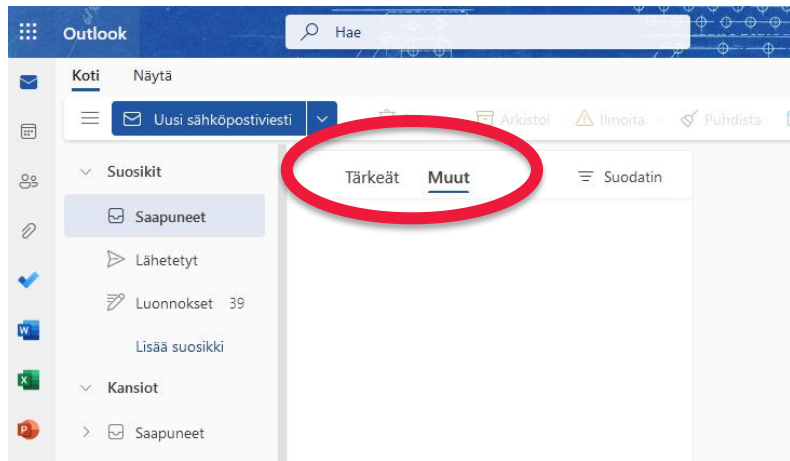 Outlook
Hae
Koti Näytä
Uusi sähköpostiviesti Arkistoi Ilmoita Puhdista
Suosikit
Tärkeät Muut Suodatin
Saapuneet
Lähetetyt
Luonnokset 39
Lisää suosikki
Kansiot
Saapuneet